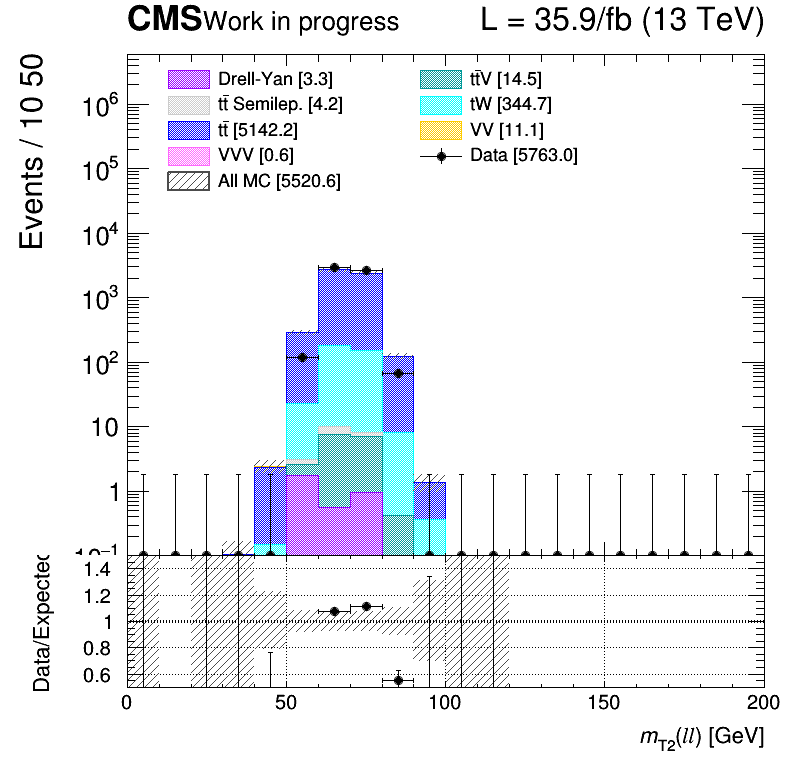 CMS Work in progress L = 35.9/fb (13 TeV)
Events / 10 50
Drell-Yan [3.3]
tt̄ Semilep. [4.2]
tt̄ [5142.2]
VVV [0.6]
All MC [5520.6]
tt̄V [14.5]
tW [344.7]
VV [11.1]
Data [5763.0]
10⁶
10⁵
10⁴
10³
10²
10
1
10⁻¹
Data/Expected
1.4
1.2
1
0.8
0.6
0 50 100 150 200
m_T2(ll) [GeV]